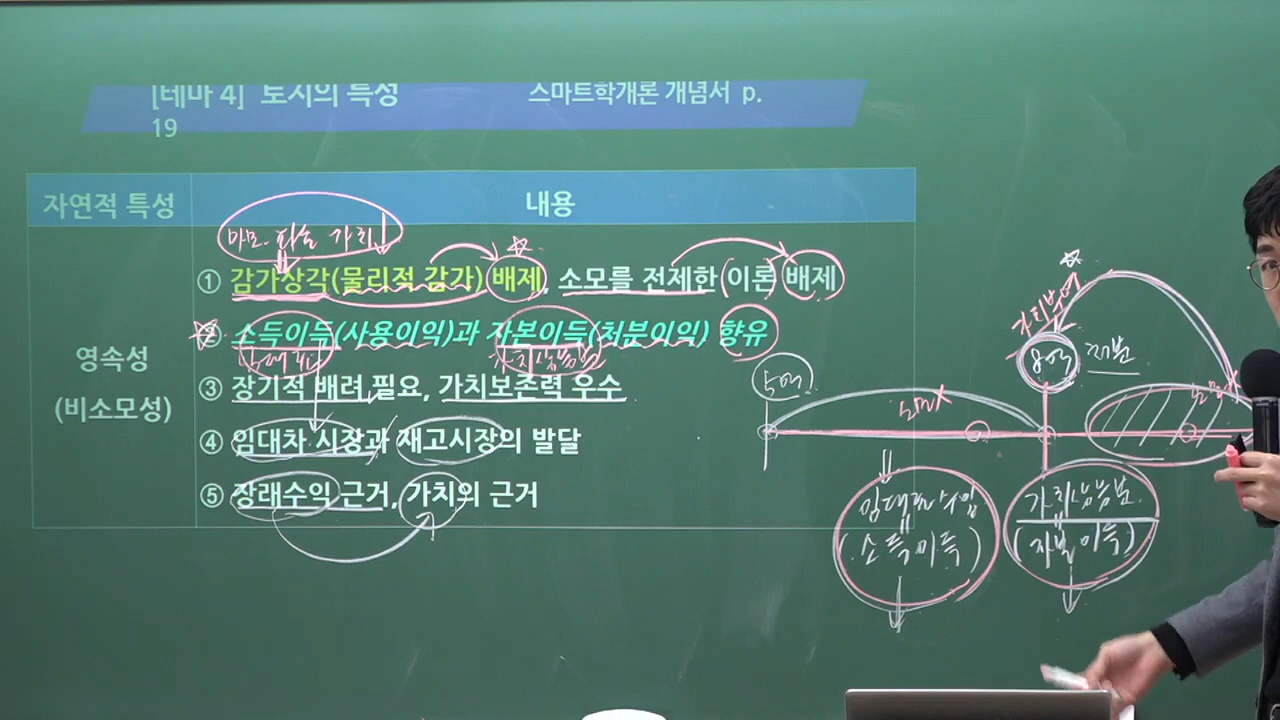 [테마 4] 토지의 특성 스마트학개론 개념서 p.
19
자연적 특성 내용
마모. 파손 가치↓
① 감가상각(물리적 감가) 배제, 소모를 전제한 이론 배제
② 소득이득(사용이익)과 자본이득(처분이익) 향유
가치상승분
영속성
(비소모성)
③ 장기적 배려 필요, 가치보존력 우수
④ 임대차 시장과 재고시장의 발달
⑤ 장래수익 근거, 가치의 근거
5억
8억 처분
소모X
임대료 수입
(소득이득)
가치상승분
(자본이득)